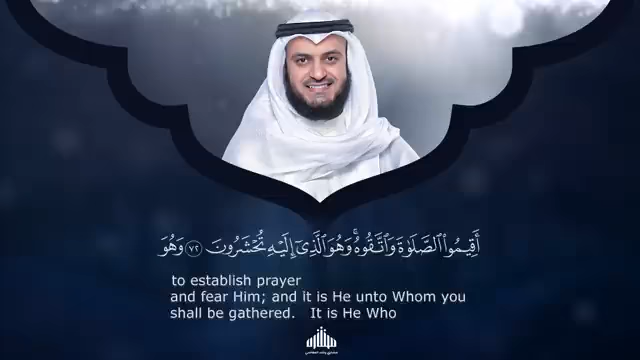 أَقِيمُوا۟ ٱلصَّلَوٰةَ وَٱتَّقُوهُ ۚ وَهُوَ ٱلَّذِىٓ إِلَيْهِ تُحْشَرُونَ ۝٧٢ وَهُوَ
to establish prayer
and fear Him; and it is He unto Whom you
shall be gathered. It is He Who